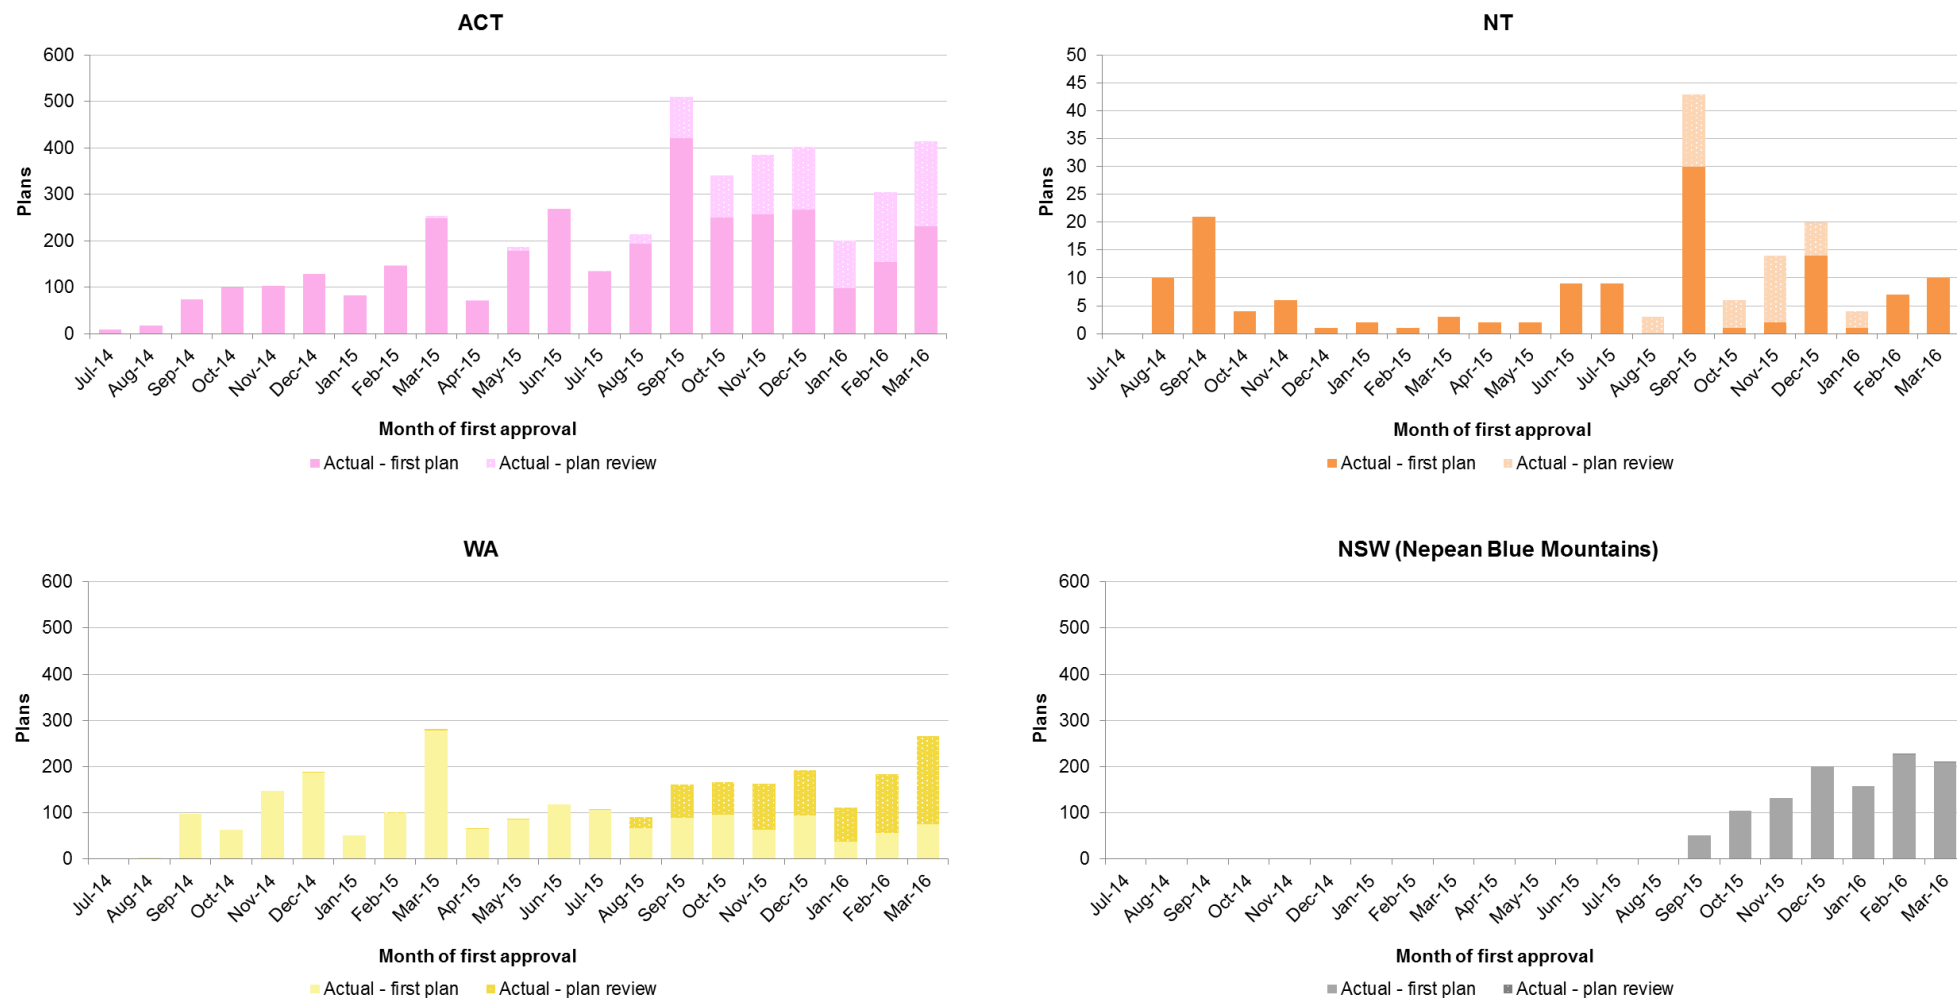 ACT
600
500
400
300
200
100
0
Plans
Jul-14
Aug-14
Sep-14
Oct-14
Nov-14
Dec-14
Jan-15
Feb-15
Mar-15
Apr-15
May-15
Jun-15
Jul-15
Aug-15
Sep-15
Oct-15
Nov-15
Dec-15
Jan-16
Feb-16
Mar-16
Month of first approval
Actual - first plan Actual - plan review
NT
50
45
40
35
30
25
20
15
10
5
0
Plans
Jul-14
Aug-14
Sep-14
Oct-14
Nov-14
Dec-14
Jan-15
Feb-15
Mar-15
Apr-15
May-15
Jun-15
Jul-15
Aug-15
Sep-15
Oct-15
Nov-15
Dec-15
Jan-16
Feb-16
Mar-16
Month of first approval
Actual - first plan Actual - plan review
WA
600
500
400
300
200
100
0
Plans
Jul-14
Aug-14
Sep-14
Oct-14
Nov-14
Dec-14
Jan-15
Feb-15
Mar-15
Apr-15
May-15
Jun-15
Jul-15
Aug-15
Sep-15
Oct-15
Nov-15
Dec-15
Jan-16
Feb-16
Mar-16
Month of first approval
Actual - first plan Actual - plan review
NSW (Nepean Blue Mountains)
600
500
400
300
200
100
0
Plans
Jul-14
Aug-14
Sep-14
Oct-14
Nov-14
Dec-14
Jan-15
Feb-15
Mar-15
Apr-15
May-15
Jun-15
Jul-15
Aug-15
Sep-15
Oct-15
Nov-15
Dec-15
Jan-16
Feb-16
Mar-16
Month of first approval
Actual - first plan Actual - plan review